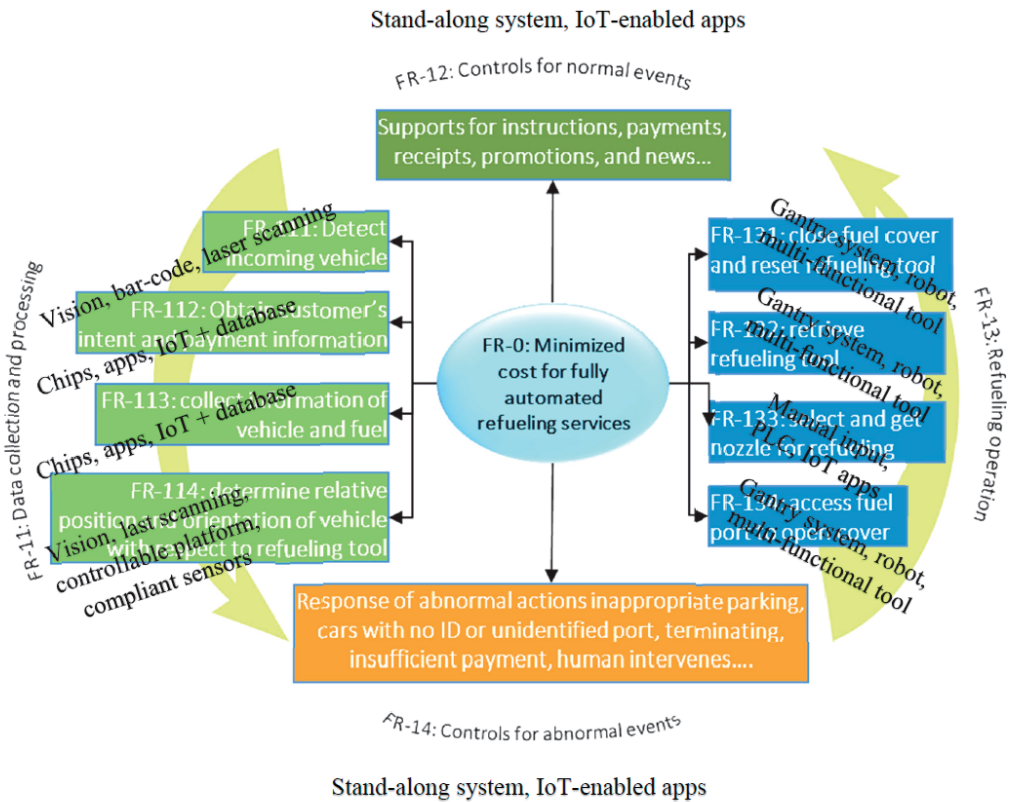 Stand-along system, IoT-enabled apps
FR-12: Controls for normal events
Supports for instructions, payments,
receipts, promotions, and news...
FR-11: Data collection and processing
FR-111: Detect
incoming vehicle
Vision, bar-code, laser scanning
FR-112: Obtain customer's
intent and payment information
Chips, apps, IoT + database
FR-113: collect information of
vehicle and fuel
Chips, apps, IoT + database
FR-114: determine relative
position and orientation of vehicle
with respect to refueling tool
Vision, last scanning,
controllable platform,
compliant sensors
FR-0: Minimized
cost for fully
automated
refueling services
FR-131: close fuel cover
and reset refueling tool
Gantry system, robot,
multi-functional tool
FR-132: retrieve
refueling tool
Gantry system, robot,
multi-functional tool
FR-133: select and get
nozzle for refueling
Manual input,
PLC, IoT apps
FR-134: access fuel
port to open cover
Gantry system, robot,
multi-functional tool
FR-13: Refueling operation
Response of abnormal actions inappropriate parking,
cars with no ID or unidentified port, terminating,
insufficient payment, human intervenes....
FR-14: Controls for abnormal events
Stand-along system, IoT-enabled apps